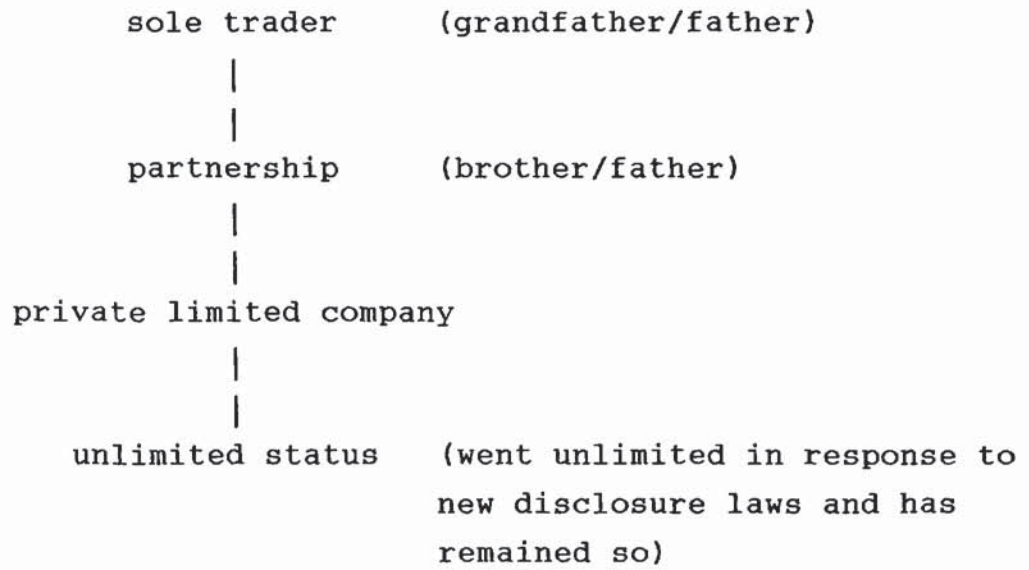 sole trader (grandfather/father)
partnership (brother/father)
private limited company
unlimited status (went unlimited in response to
new disclosure laws and has
remained so)